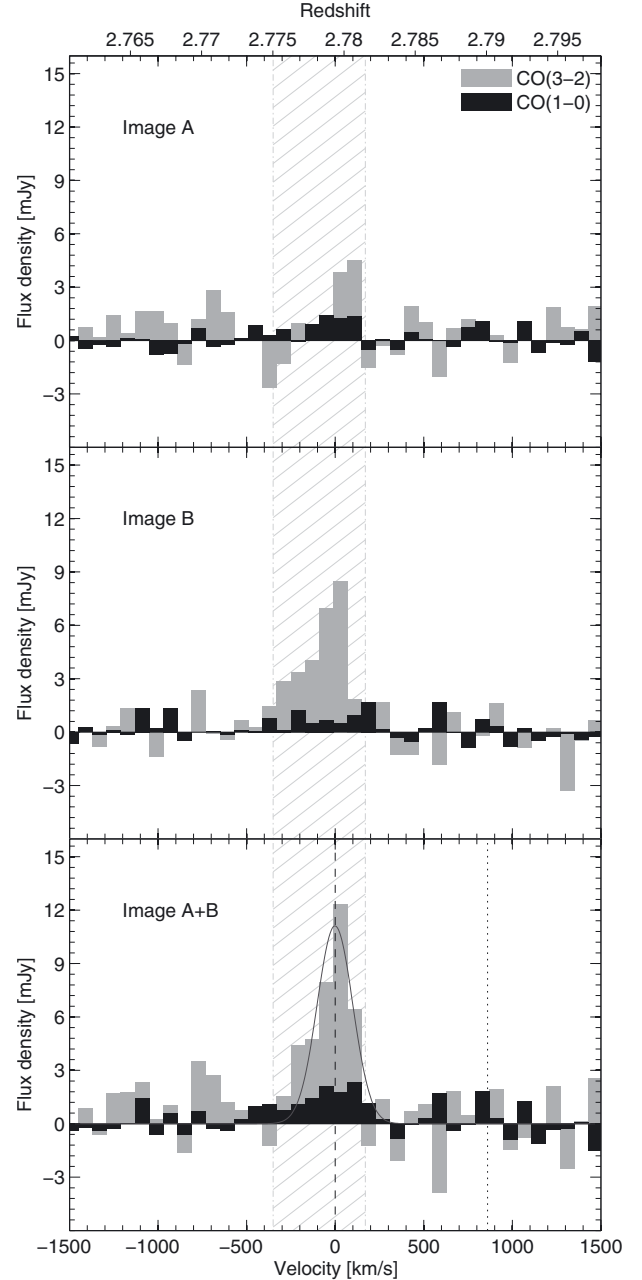 Redshift
2.765 2.77 2.775 2.78 2.785 2.79 2.795
15
12
9
6
3
0
−3
Flux density [mJy]
Image A
CO(3−2)
CO(1−0)
15
12
9
6
3
0
−3
Flux density [mJy]
Image B
15
12
9
6
3
0
−3
Flux density [mJy]
Image A+B
−1500 −1000 −500 0 500 1000 1500
Velocity [km/s]